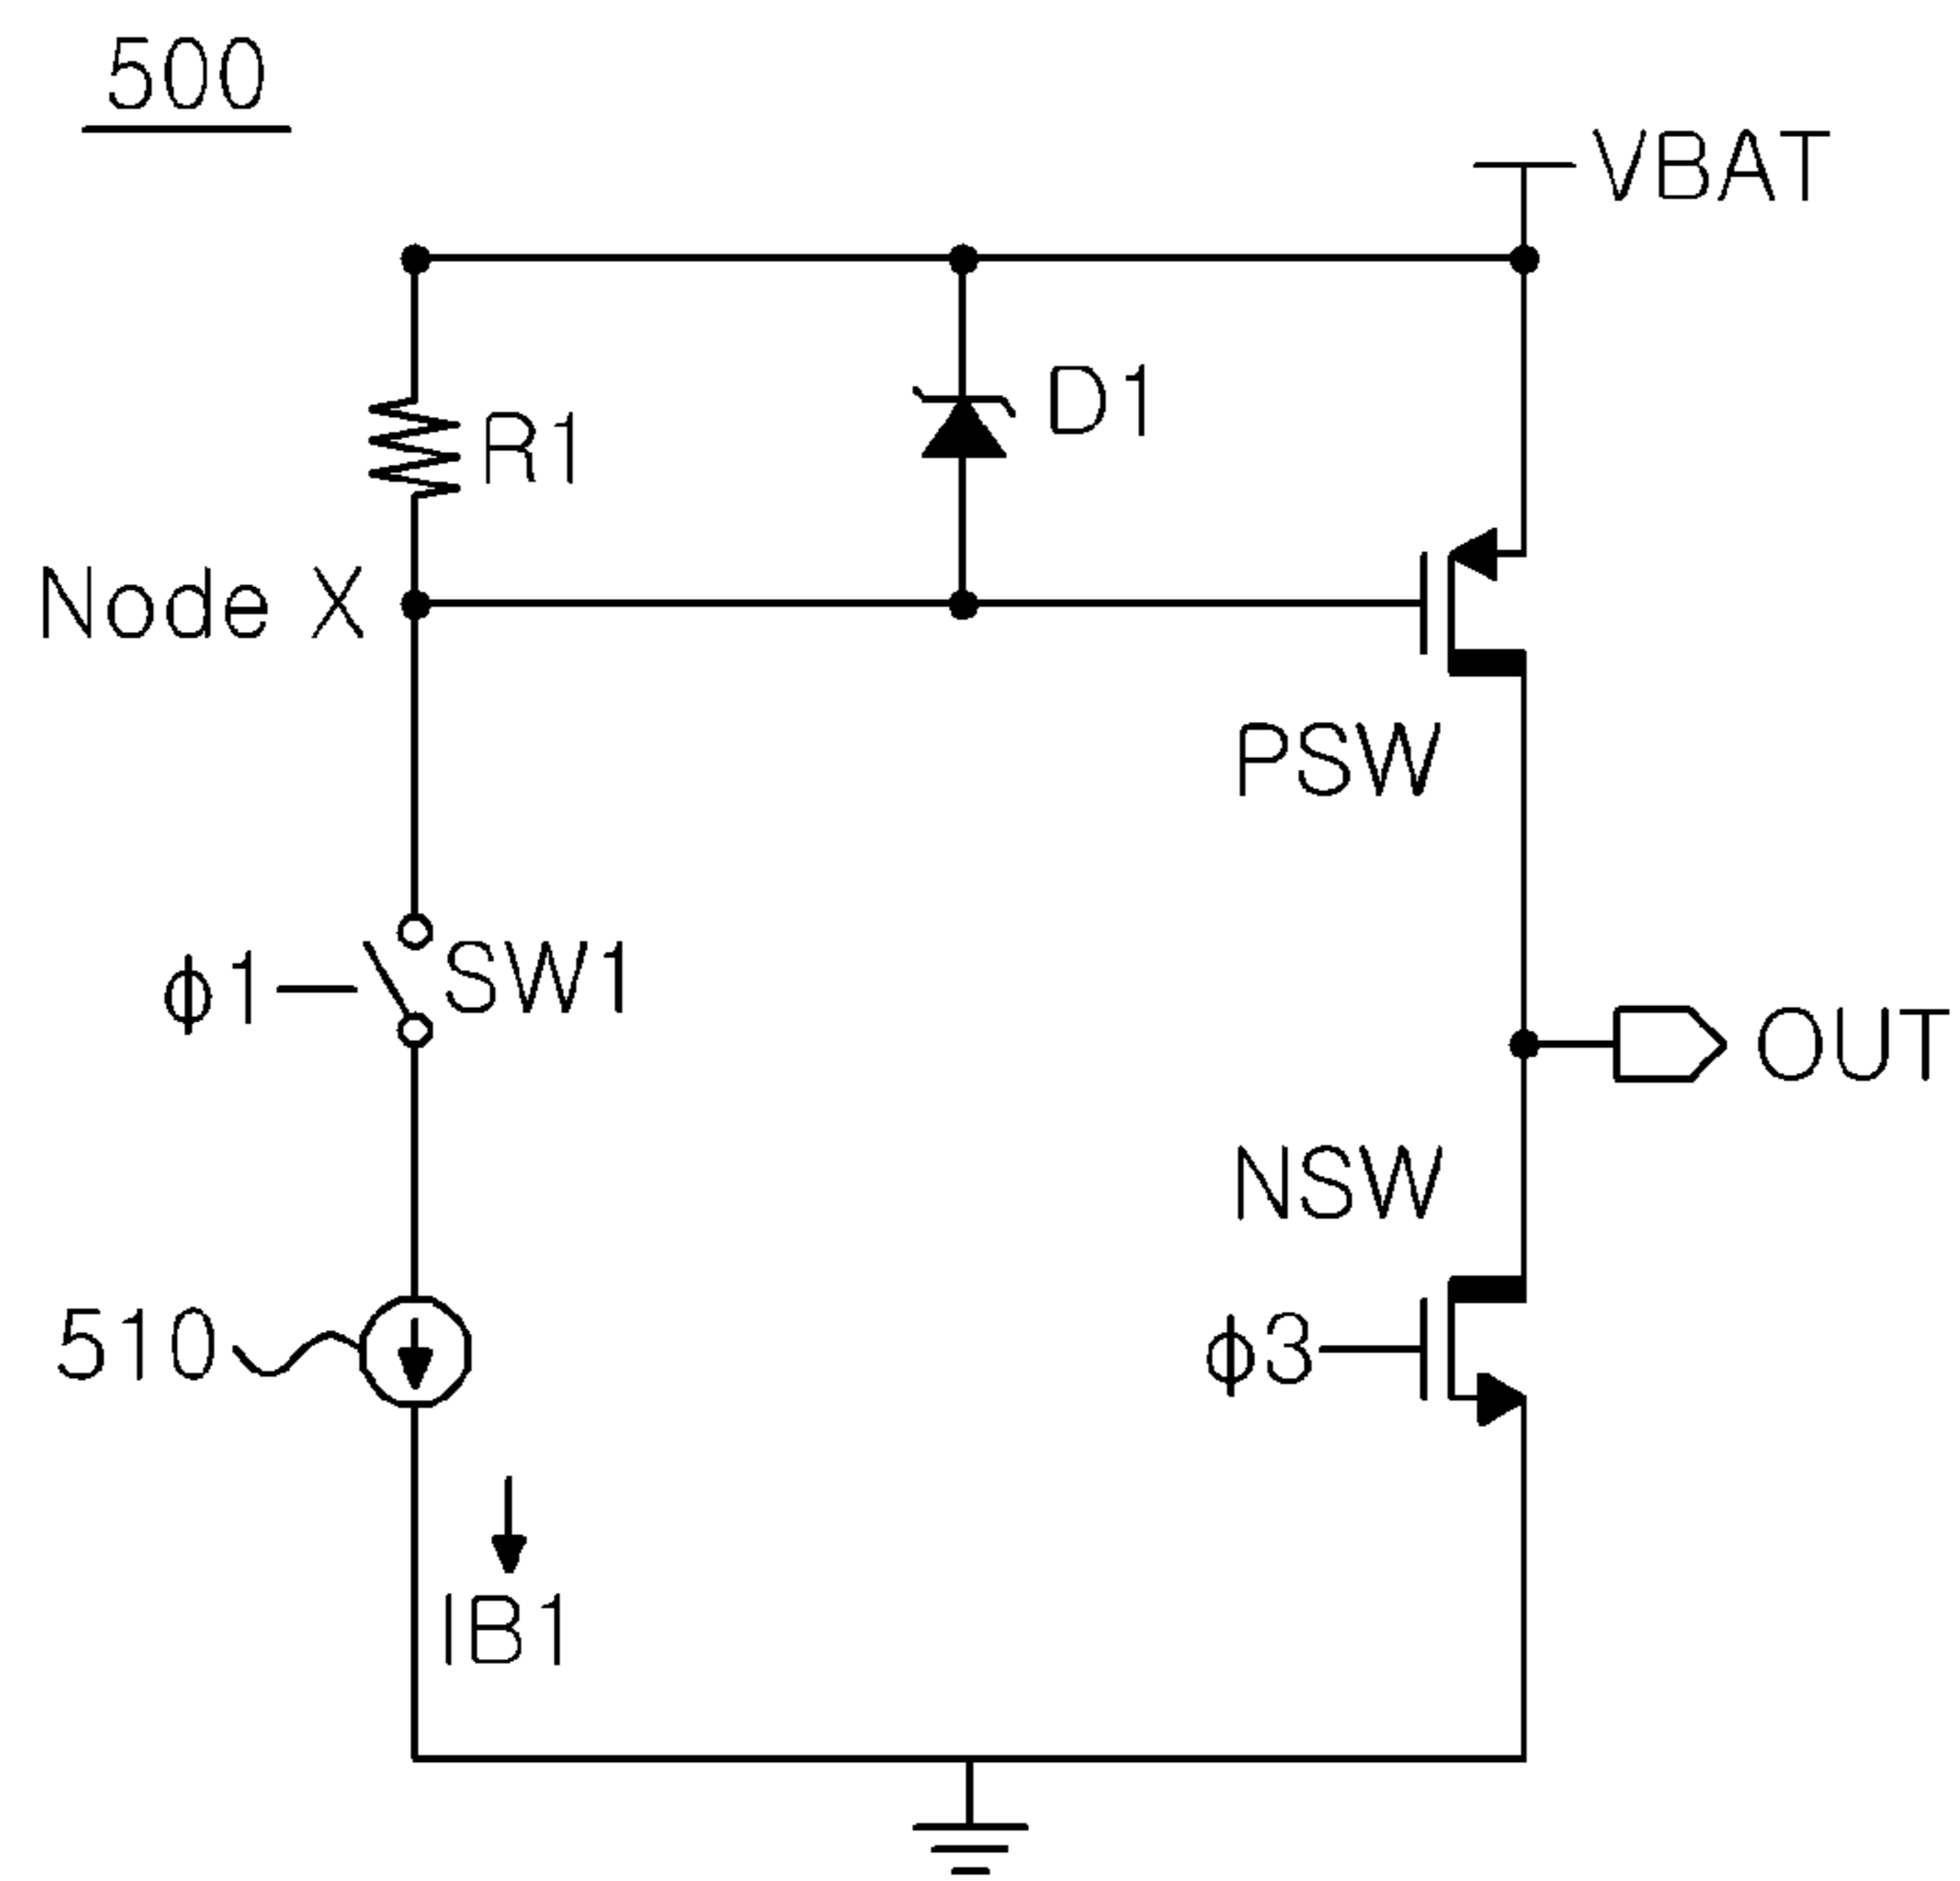 500
VBAT
D1
R1
Node X
PSW
ϕ1
SW1
OUT
NSW
510
ϕ3
IB1